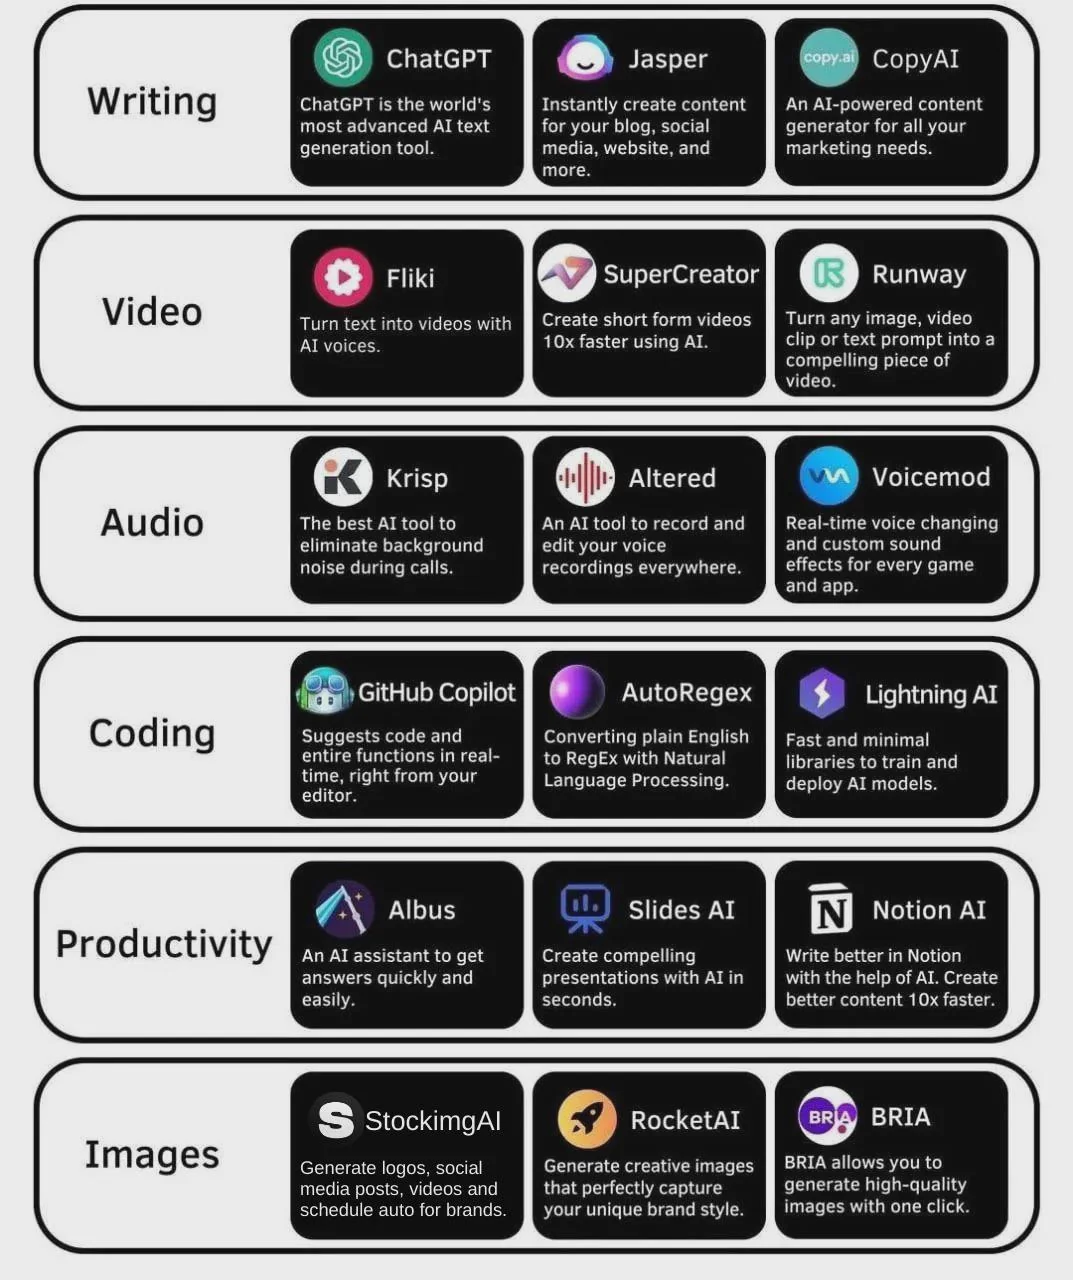 Writing
ChatGPT
ChatGPT is the world's
most advanced AI text
generation tool.
Jasper
Instantly create content
for your blog, social
media, website, and
more.
copy.ai
CopyAI
An AI-powered content
generator for all your
marketing needs.
Video
Fliki
Turn text into videos with
AI voices.
SuperCreator
Create short form videos
10x faster using AI.
Runway
Turn any image, video
clip or text prompt into a
compelling piece of
video.
Audio
Krisp
The best AI tool to
eliminate background
noise during calls.
Altered
An AI tool to record and
edit your voice
recordings everywhere.
Voicemod
Real-time voice changing
and custom sound
effects for every game
and app.
Coding
GitHub Copilot
Suggests code and
entire functions in real-
time, right from your
editor.
AutoRegex
Converting plain English
to RegEx with Natural
Language Processing.
Lightning AI
Fast and minimal
libraries to train and
deploy AI models.
Productivity
Albus
An AI assistant to get
answers quickly and
easily.
Slides AI
Create compelling
presentations with AI in
seconds.
N
Notion AI
Write better in Notion
with the help of AI. Create
better content 10x faster.
Images
S
StockimgAI
Generate logos, social
media posts, videos and
schedule auto for brands.
RocketAI
Generate creative images
that perfectly capture
your unique brand style.
BRIA
BRIA
BRIA allows you to
generate high-quality
images with one click.